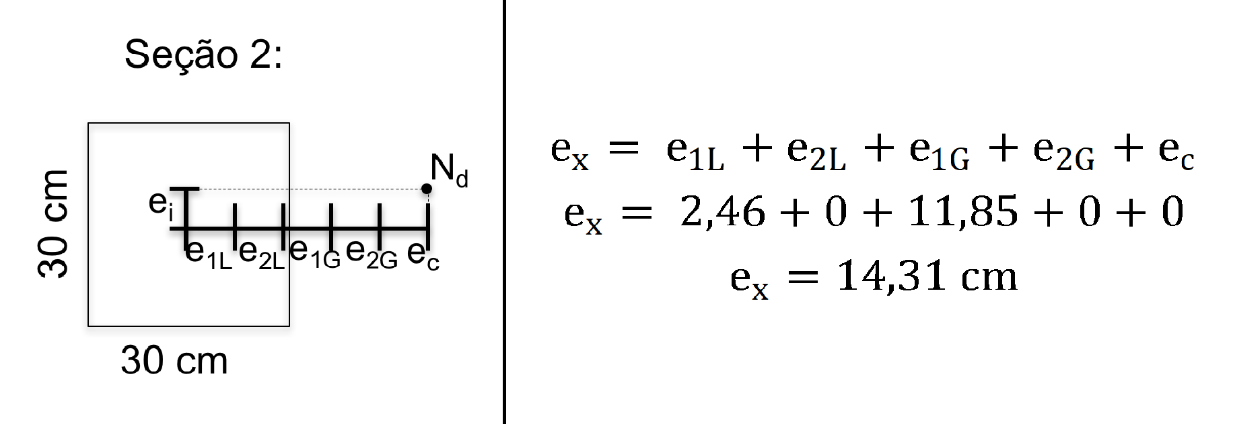 Seção 2:
30 cm
eᵢ
N_d
e₁L e₂L e₁G e₂G e_c
30 cm
eₓ = e₁L + e₂L + e₁G + e₂G + e_c
eₓ = 2,46 + 0 + 11,85 + 0 + 0
eₓ = 14,31 cm